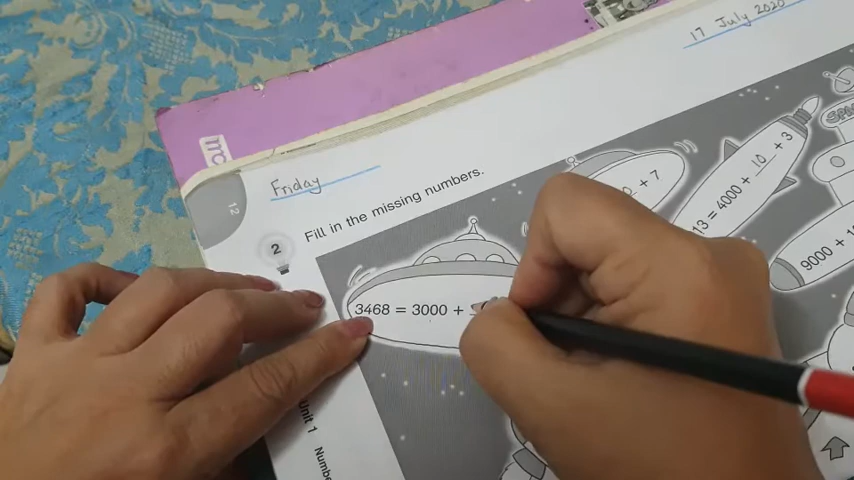 17 July 2020
Friday
12
2
Fill in the missing numbers.
3468 = 3000 +
+ 7
13 = 4000 + 10 + 3
9000 + 1
Unit 1